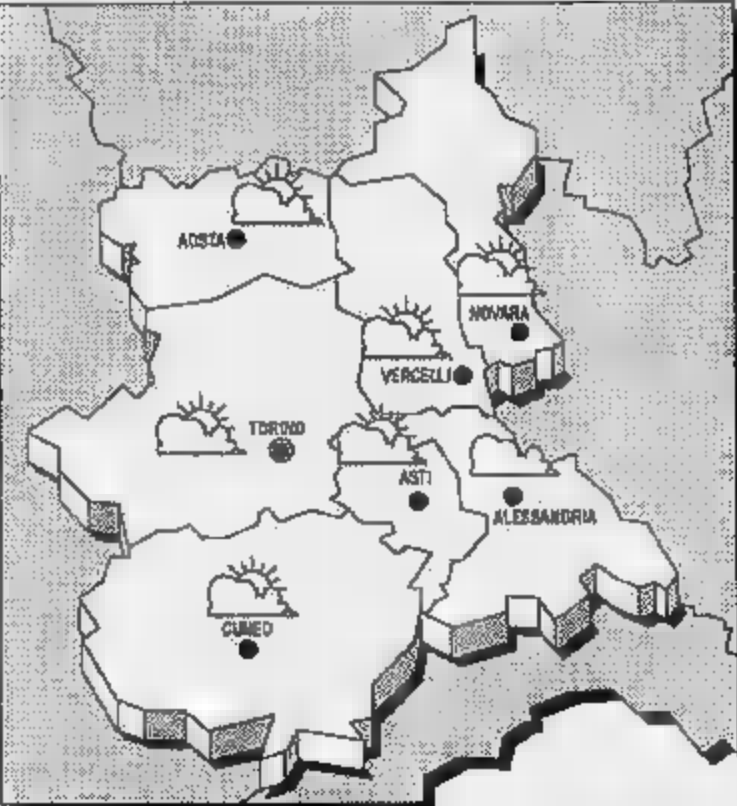 AOSTA
NOVARA
VERCELLI
TORINO
ASTI
ALESSANDRIA
CUNEO